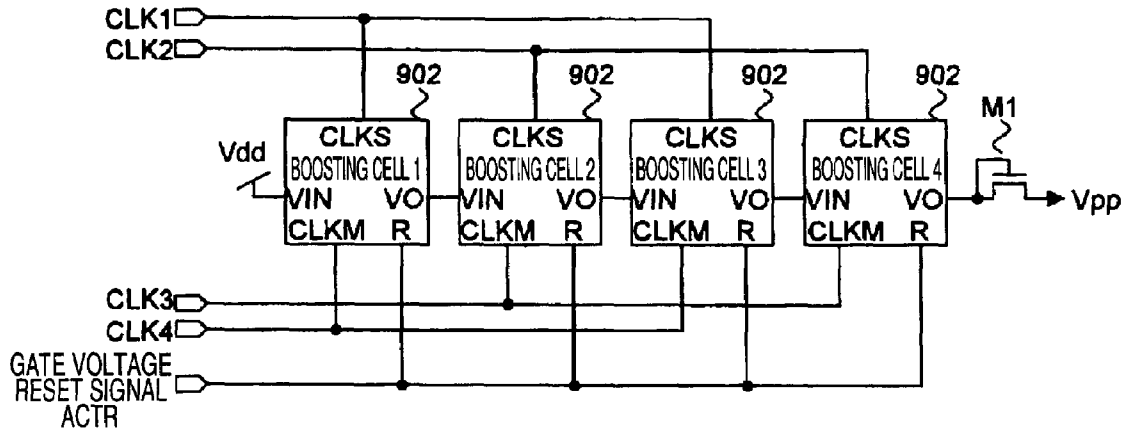 CLK1
CLK2
902 902 902 902
M1
CLKS CLKS CLKS CLKS
Vdd
BOOSTING CELL 1 BOOSTING CELL 2 BOOSTING CELL 3 BOOSTING CELL 4
VIN VO VIN VO VIN VO VIN VO
Vpp
CLKM R CLKM R CLKM R CLKM R
CLK3
CLK4
GATE VOLTAGE
RESET SIGNAL
ACTR